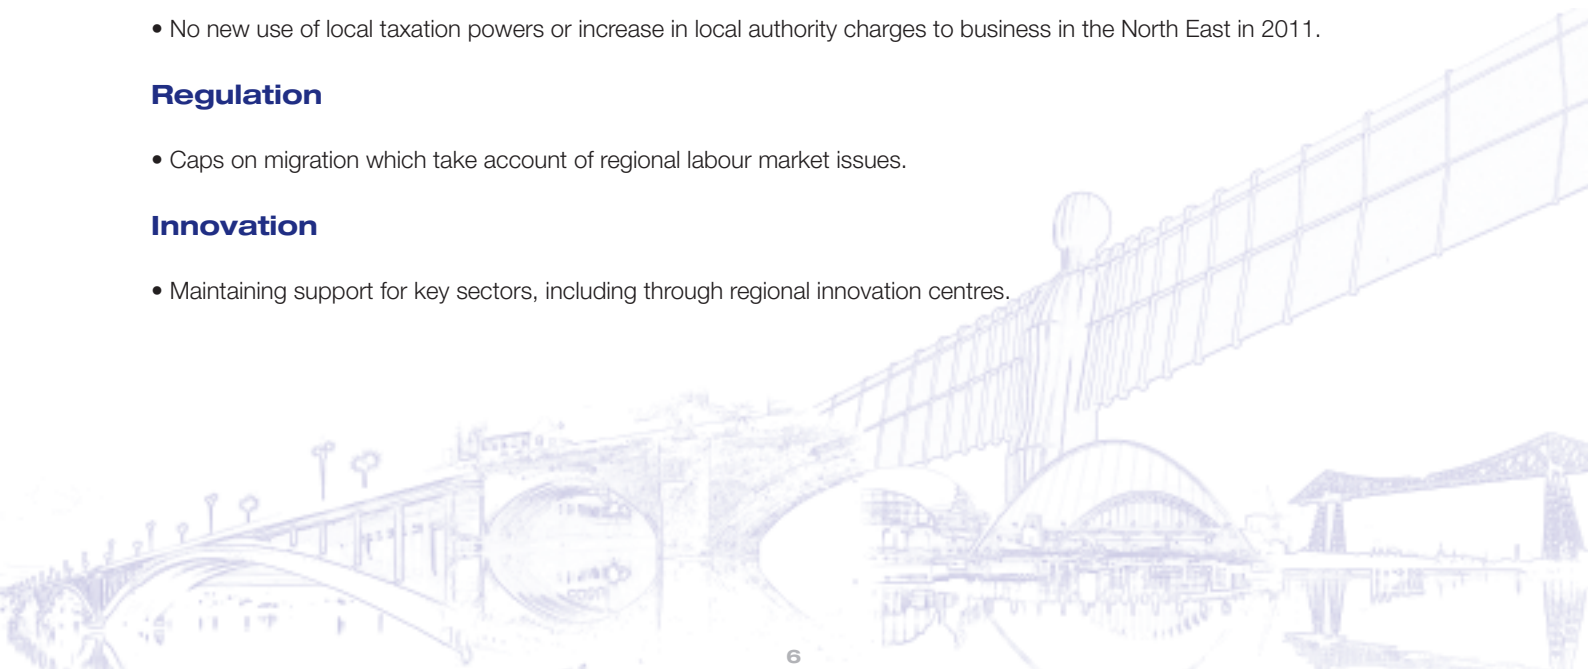 • No new use of local taxation powers or increase in local authority charges to business in the North East in 2011.
Regulation
• Caps on migration which take account of regional labour market issues.
Innovation
• Maintaining support for key sectors, including through regional innovation centres.
6